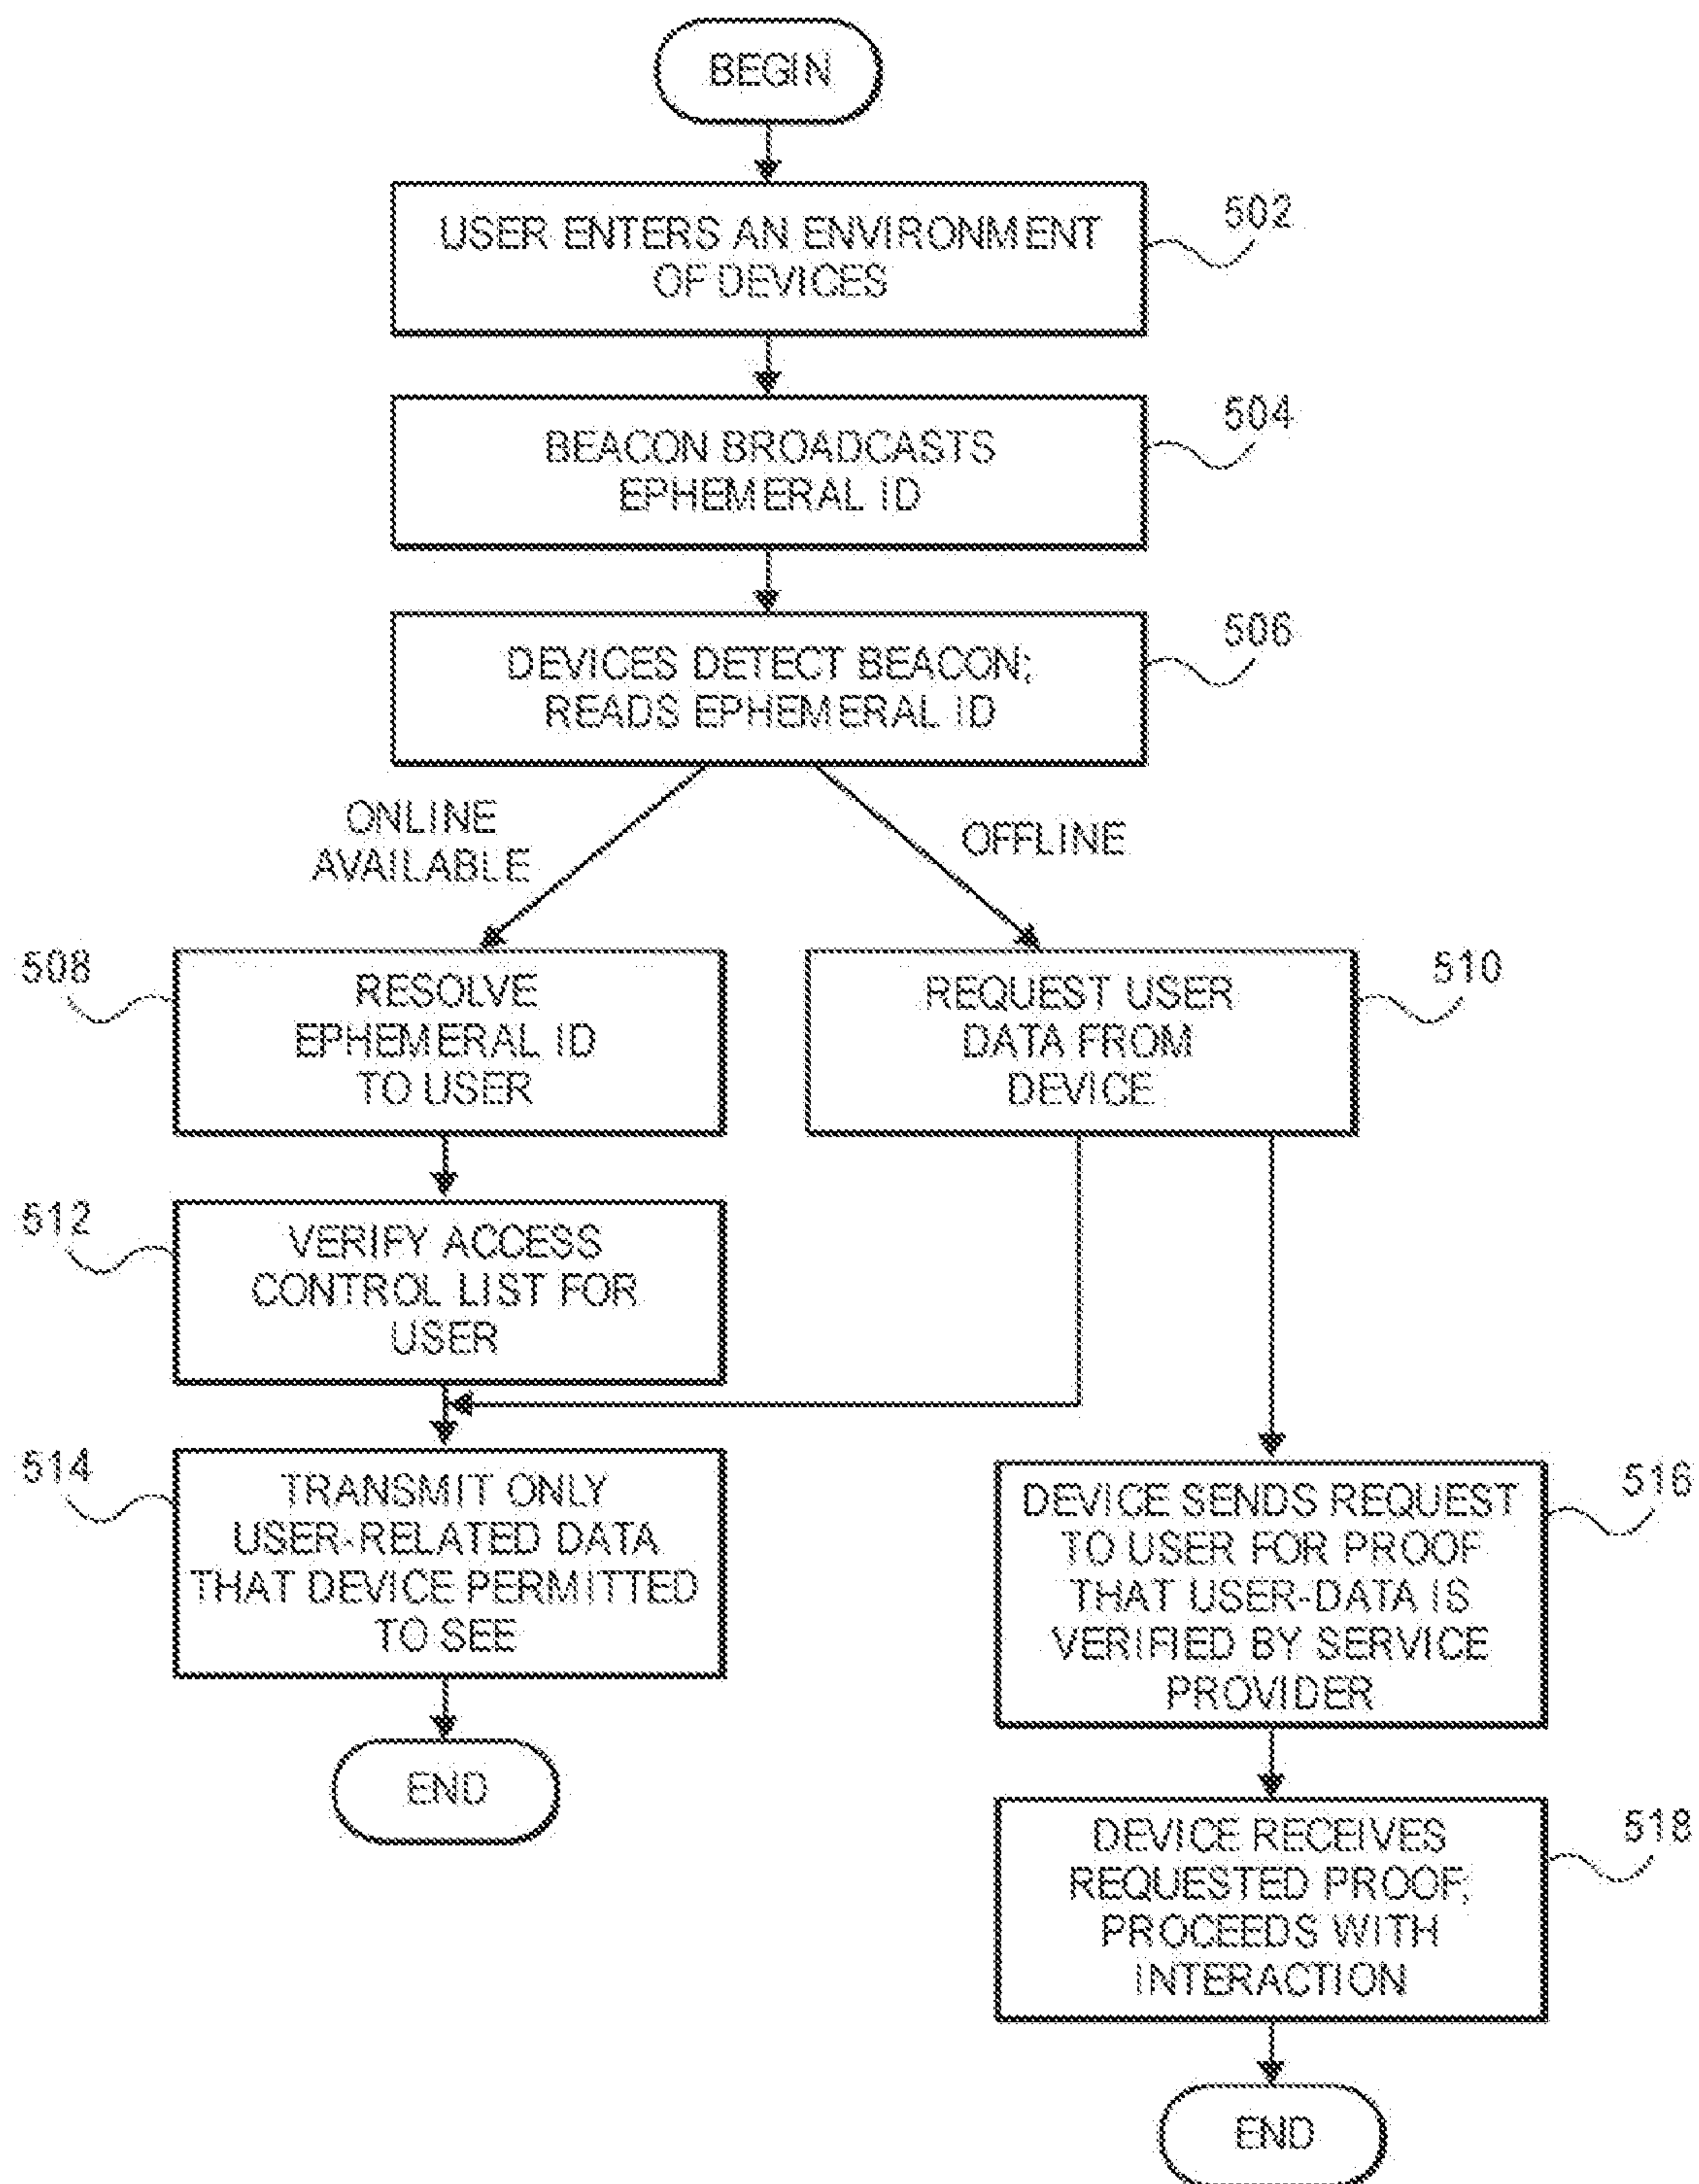 BEGIN
USER ENTERS AN ENVIRONMENT
OF DEVICES
502
BEACON BROADCASTS
EPHEMERAL ID
504
DEVICES DETECT BEACON;
READS EPHEMERAL ID
506
ONLINE
AVAILABLE
OFFLINE
508
RESOLVE
EPHEMERAL ID
TO USER
REQUEST USER
DATA FROM
DEVICE
510
512
VERIFY ACCESS
CONTROL LIST FOR
USER
514
TRANSMIT ONLY
USER-RELATED DATA
THAT DEVICE PERMITTED
TO SEE
END
DEVICE SENDS REQUEST
TO USER FOR PROOF
THAT USER-DATA IS
VERIFIED BY SERVICE
PROVIDER
516
DEVICE RECEIVES
REQUESTED PROOF,
PROCEEDS WITH
INTERACTION
518
END